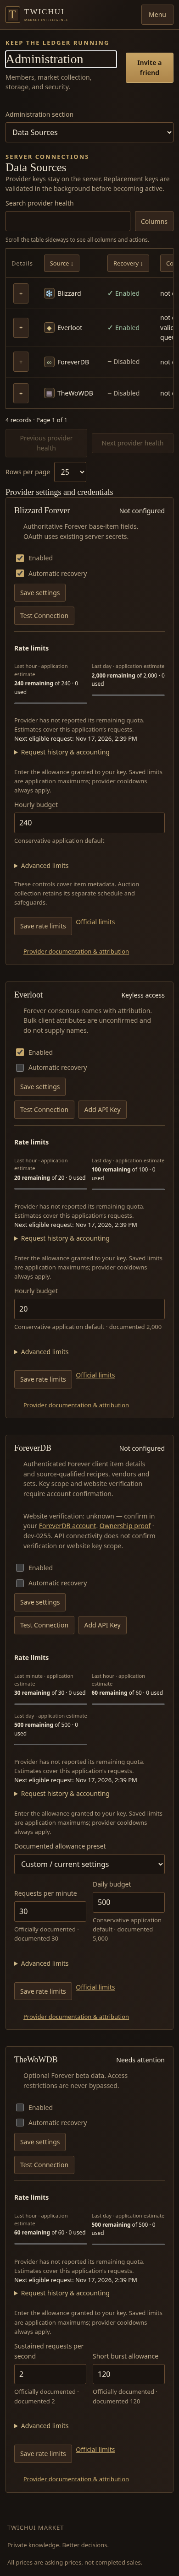 T
TWICHUI
MARKET INTELLIGENCE
Menu
KEEP THE LEDGER RUNNING
Administration
Members, market collection,
storage, and security.
Invite a
friend
Administration section
Data Sources
SERVER CONNECTIONS
Data Sources
Provider keys stay on the server. Replacement keys are
validated in the background before becoming active.
Search provider health
Columns
Scroll the table sideways to see all columns and actions.
Details
Source ↕
Recovery ↕
+
Blizzard
✓ Enabled
+
Everloot
✓ Enabled
+
ForeverDB
− Disabled
+
TheWoWDB
− Disabled
4 records · Page 1 of 1
Previous provider
health
Next provider health
Rows per page
25
Provider settings and credentials
Blizzard Forever
Not configured
Authoritative Forever base-item fields.
OAuth uses existing server secrets.
Enabled
Automatic recovery
Save settings
Test Connection
Rate limits
Last hour · application
estimate
240 remaining of 240 · 0
used
Last day · application estimate
2,000 remaining of 2,000 · 0
used
Provider has not reported its remaining quota.
Estimates cover this application's requests.
Next eligible request: Nov 17, 2026, 2:39 PM
▸ Request history & accounting
Enter the allowance granted to your key. Saved limits
are application maximums; provider cooldowns
always apply.
Hourly budget
240
Conservative application default
▸ Advanced limits
These controls cover item metadata. Auction
collection retains its separate schedule and
safeguards.
Save rate limits
Official limits
Provider documentation & attribution
Everloot
Keyless access
Forever consensus names with attribution.
Bulk client attributes are unconfirmed and
do not supply names.
Enabled
Automatic recovery
Save settings
Test Connection
Add API Key
Rate limits
Last hour · application
estimate
20 remaining of 20 · 0 used
Last day · application estimate
100 remaining of 100 · 0
used
Provider has not reported its remaining quota.
Estimates cover this application's requests.
Next eligible request: Nov 17, 2026, 2:39 PM
▸ Request history & accounting
Enter the allowance granted to your key. Saved limits
are application maximums; provider cooldowns
always apply.
Hourly budget
20
Conservative application default · documented 2,000
▸ Advanced limits
Save rate limits
Official limits
Provider documentation & attribution
ForeverDB
Not configured
Authenticated Forever client item details
and source-qualified recipes, vendors and
sets. Key scope and website verification
require account confirmation.
Website verification: unknown — confirm in
your ForeverDB account. Ownership proof ·
dev-0255. API connectivity does not confirm
verification or website key scope.
Enabled
Automatic recovery
Save settings
Test Connection
Add API Key
Rate limits
Last minute · application
estimate
30 remaining of 30 · 0 used
Last hour · application
estimate
60 remaining of 60 · 0 used
Last day · application estimate
500 remaining of 500 · 0
used
Provider has not reported its remaining quota.
Estimates cover this application's requests.
Next eligible request: Nov 17, 2026, 2:39 PM
▸ Request history & accounting
Enter the allowance granted to your key. Saved limits
are application maximums; provider cooldowns
always apply.
Documented allowance preset
Custom / current settings
Requests per minute
30
Officially documented ·
documented 30
Daily budget
500
Conservative application
default · documented
5,000
▸ Advanced limits
Save rate limits
Official limits
Provider documentation & attribution
TheWoWDB
Needs attention
Optional Forever beta data. Access
restrictions are never bypassed.
Enabled
Automatic recovery
Save settings
Test Connection
Rate limits
Last hour · application
estimate
60 remaining of 60 · 0 used
Last day · application estimate
500 remaining of 500 · 0
used
Provider has not reported its remaining quota.
Estimates cover this application's requests.
Next eligible request: Nov 17, 2026, 2:39 PM
▸ Request history & accounting
Enter the allowance granted to your key. Saved limits
are application maximums; provider cooldowns
always apply.
Sustained requests per
second
2
Officially documented ·
documented 2
Short burst allowance
120
Officially documented ·
documented 120
▸ Advanced limits
Save rate limits
Official limits
Provider documentation & attribution
TWICHUI MARKET
Private knowledge. Better decisions.
All prices are asking prices, not completed sales.